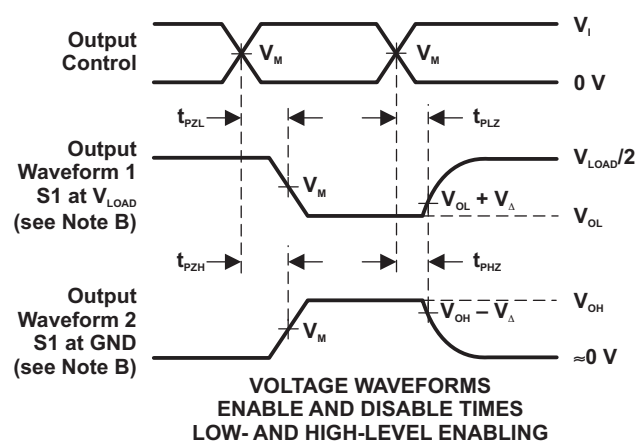 Output
Control
V_M
V_M
V_I
0 V
t_PZL
t_PLZ
Output
Waveform 1
S1 at V_LOAD
(see Note B)
V_M
V_LOAD/2
V_OL + V_Δ
V_OL
t_PZH
t_PHZ
Output
Waveform 2
S1 at GND
(see Note B)
V_M
V_OH
V_OH – V_Δ
≈0 V
VOLTAGE WAVEFORMS
ENABLE AND DISABLE TIMES
LOW- AND HIGH-LEVEL ENABLING